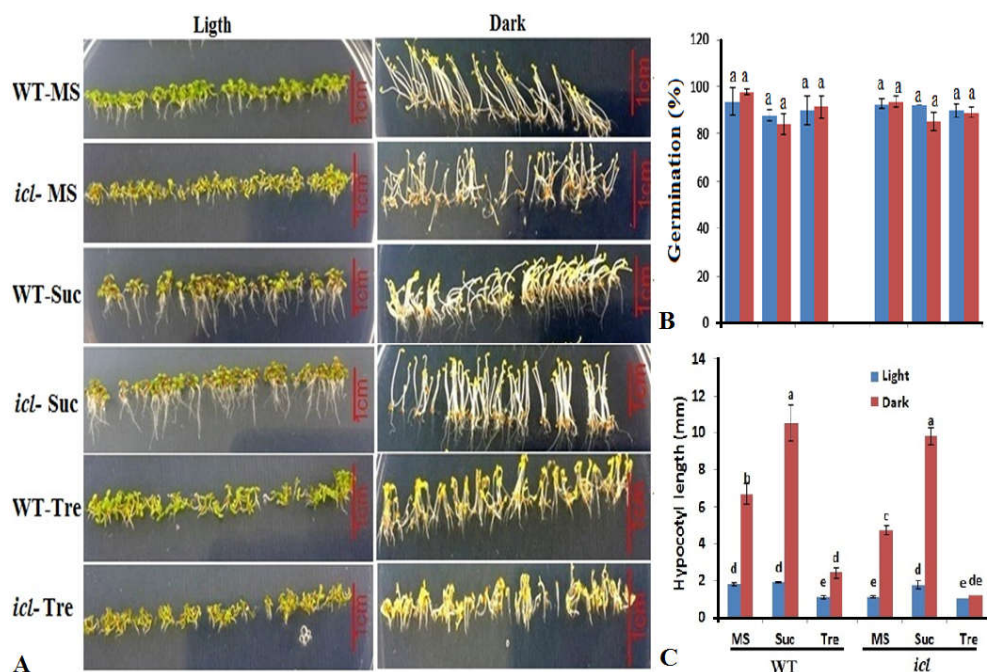 Ligth Dark
WT-MS
icl- MS
WT-Suc
icl- Suc
WT-Tre
icl- Tre
1cm 1cm
1cm 1cm
1cm 1cm
1cm 1cm
1cm 1cm
1cm 1cm
A
Germination (%)
120
100
80
60
40
20
0
a a a a a a a a a a a a
B
Hypocotyl length (mm)
14
12
10
8
6
4
2
0
Light
Dark
d b d a e d e c d a e de
MS Suc Tre MS Suc Tre
WT icl
C